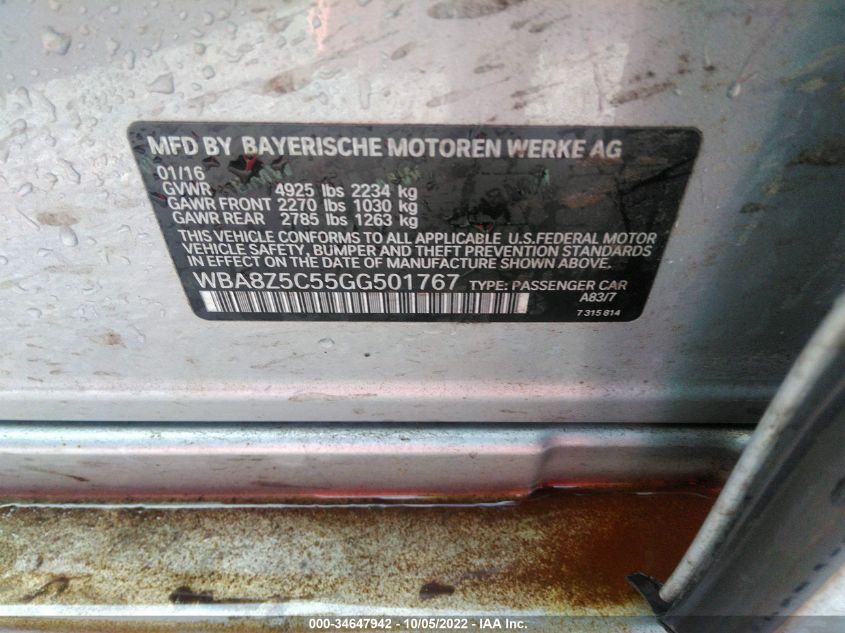 MFD BY BAYERISCHE MOTOREN WERKE AG
01/16
GVWR 4925 lbs 2234 kg
GAWR FRONT 2270 lbs 1030 kg
GAWR REAR 2785 lbs 1263 kg
THIS VEHICLE CONFORMS TO ALL APPLICABLE U.S.FEDERAL MOTOR
VEHICLE SAFETY, BUMPER AND THEFT PREVENTION STANDARDS
IN EFFECT ON THE DATE OF MANUFACTURE SHOWN ABOVE.
WBA8Z5C55GG501767 TYPE: PASSENGER CAR
A83/7
7 315 814
000-34647942 - 10/05/2022 - IAA Inc.